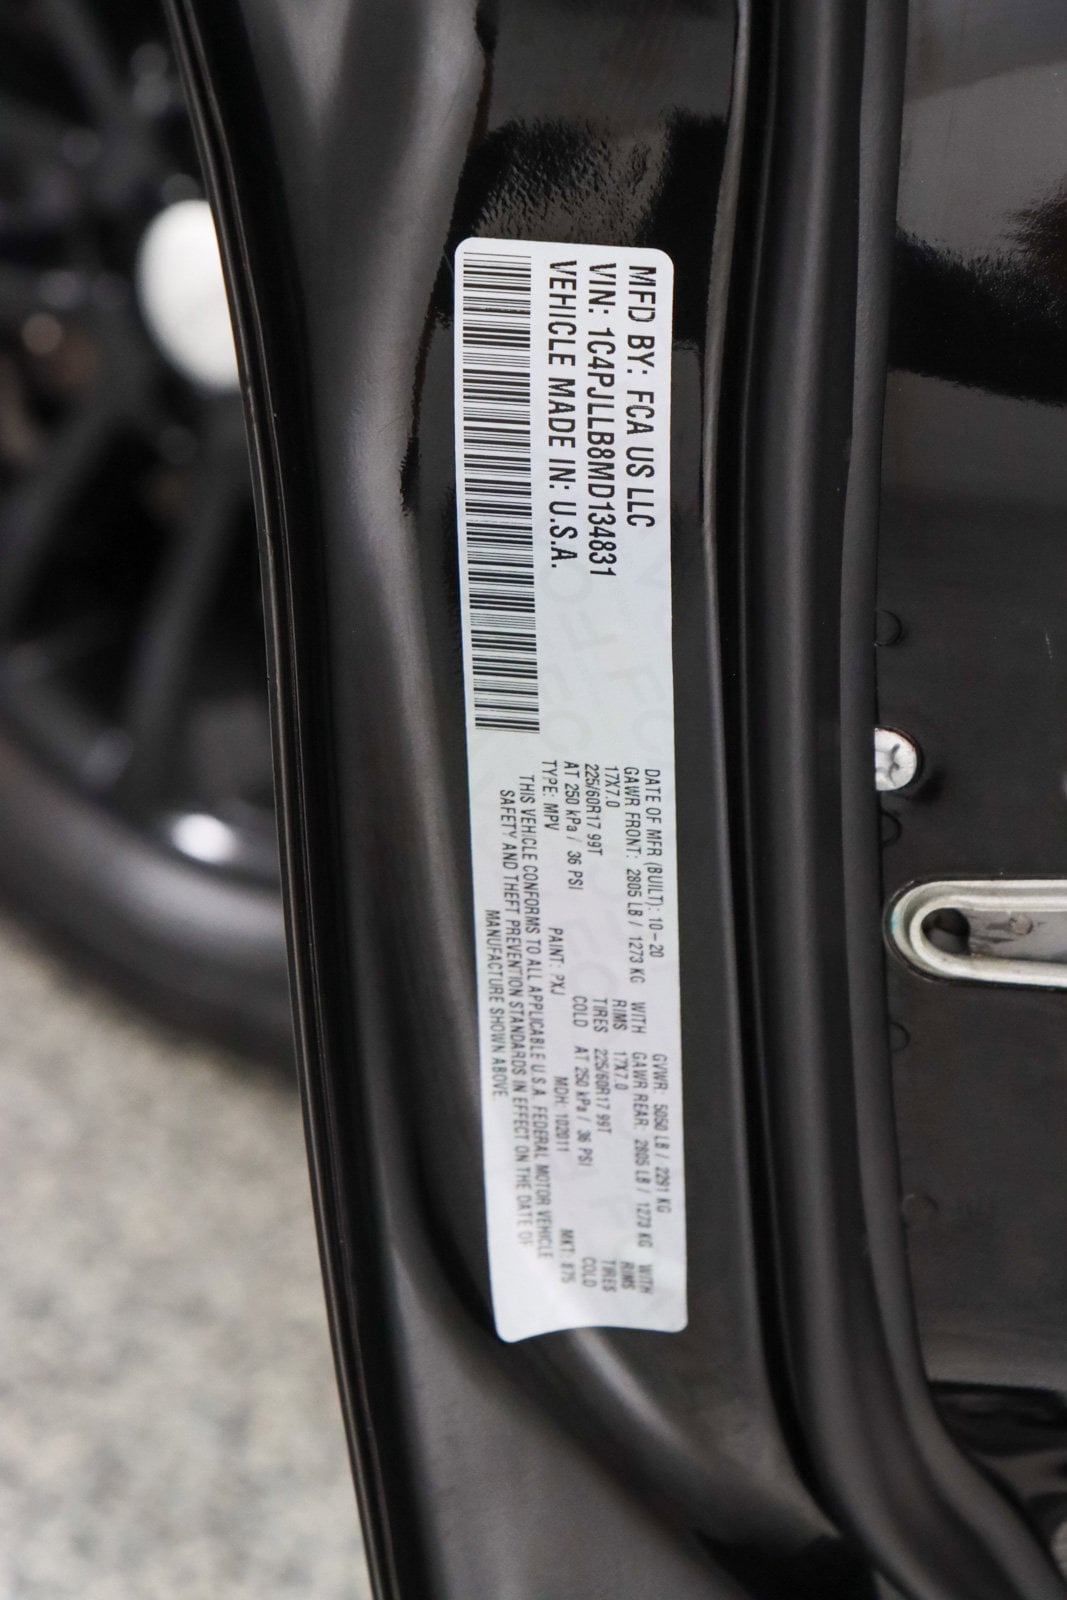 MFD BY: FCA US LLC
VIN: 1C4PJLLB8MD134831
VEHICLE MADE IN: U.S.A.
DATE OF MFR (BUILT): 10-20 GVWR: 5050 LB / 2291 KG
GAWR FRONT: 2805 LB / 1273 KG WITH GAWR REAR: 2805 LB / 1273 KG WITH
17X7.0 RIMS 17X7.0 RIMS
225/60R17 99T TIRES 225/60R17 99T TIRES
AT 250 kPa / 36 PSI COLD AT 250 kPa / 36 PSI COLD
TYPE: MPV PAINT: PXJ MDH: 102011 MKT: 875
THIS VEHICLE CONFORMS TO ALL APPLICABLE U.S.A. FEDERAL MOTOR VEHICLE
SAFETY AND THEFT PREVENTION STANDARDS IN EFFECT ON THE DATE OF
MANUFACTURE SHOWN ABOVE.